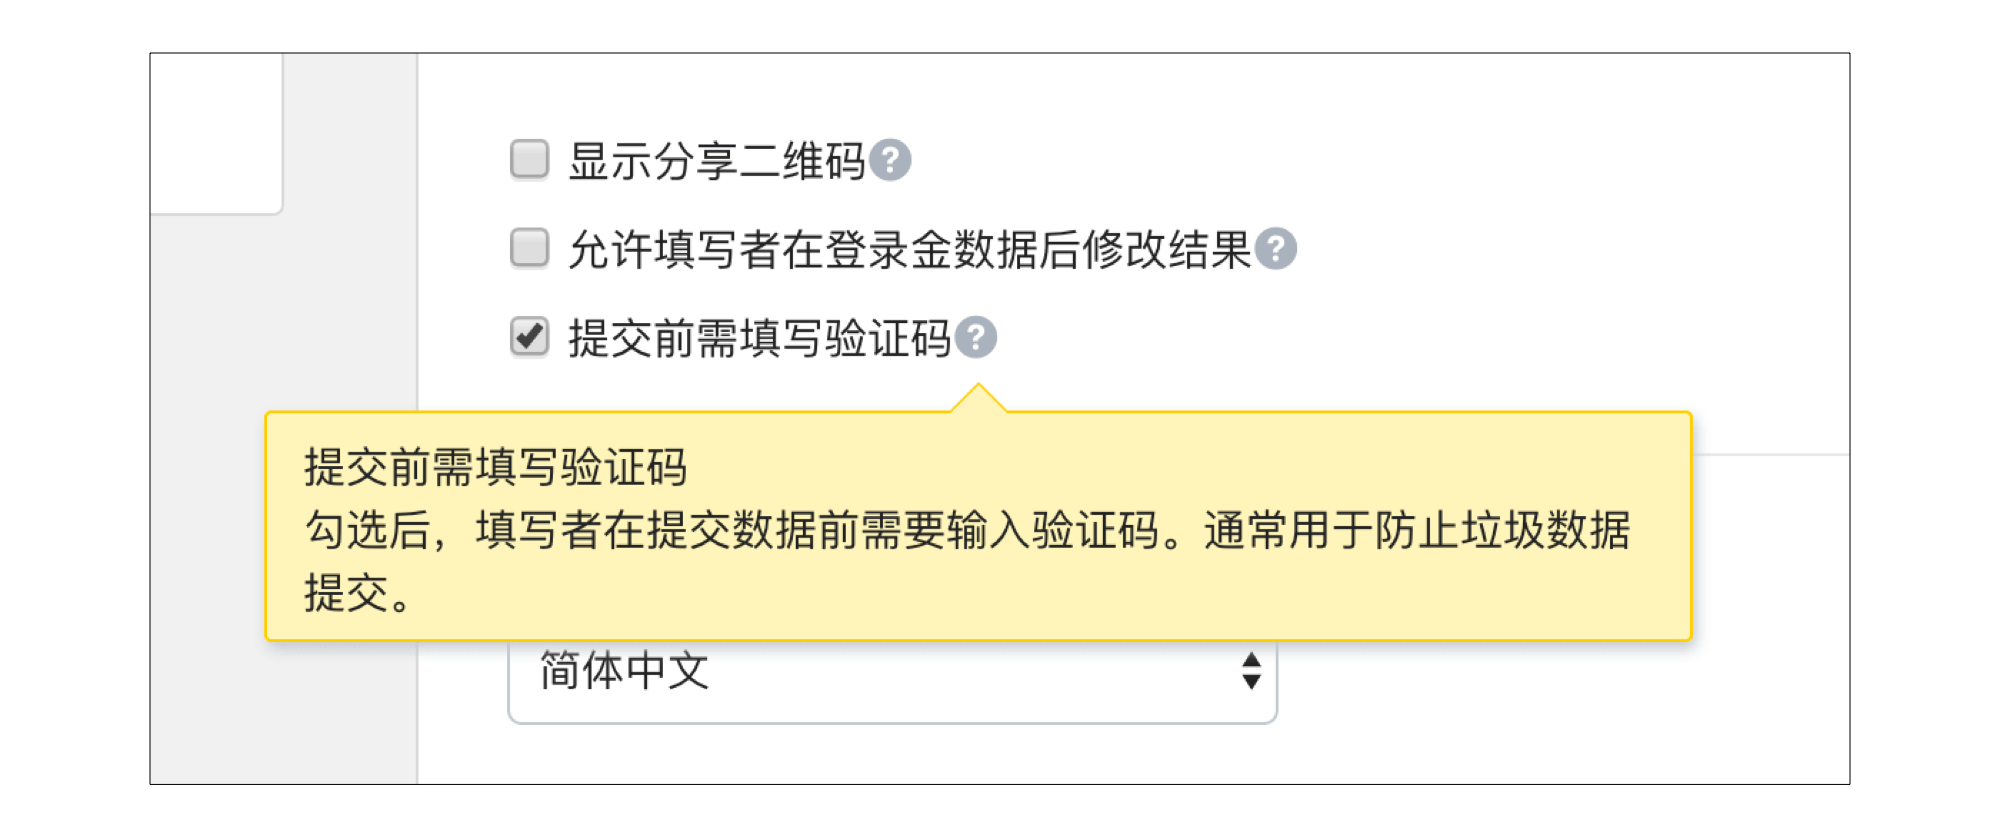 显示分享二维码?
允许填写者在登录金数据后修改结果?
提交前需填写验证码?
提交前需填写验证码
勾选后，填写者在提交数据前需要输入验证码。通常用于防止垃圾数据
提交。
简体中文